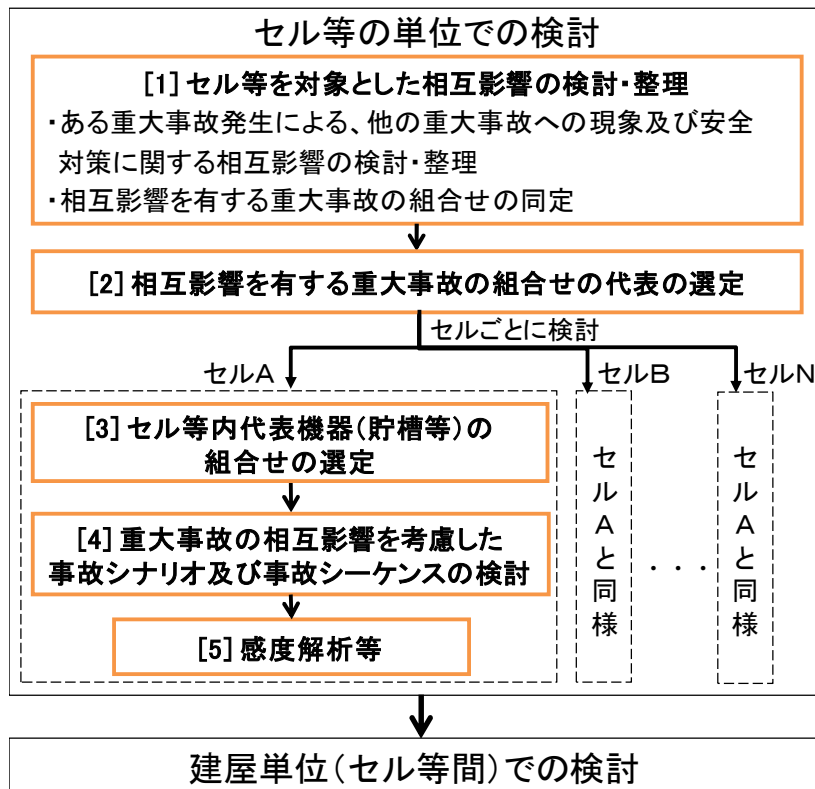 セル等の単位での検討
[1]セル等を対象とした相互影響の検討・整理
・ある重大事故発生による、他の重大事故への現象及び安全
対策に関する相互影響の検討・整理
・相互影響を有する重大事故の組合せの同定
[2]相互影響を有する重大事故の組合せの代表の選定
セルごとに検討
セルA
セルB
セルN
[3]セル等内代表機器(貯槽等)の
組合せの選定
[4]重大事故の相互影響を考慮した
事故シナリオ及び事故シーケンスの検討
[5]感度解析等
セルAと同様
・・・
セルAと同様
建屋単位(セル等間)での検討